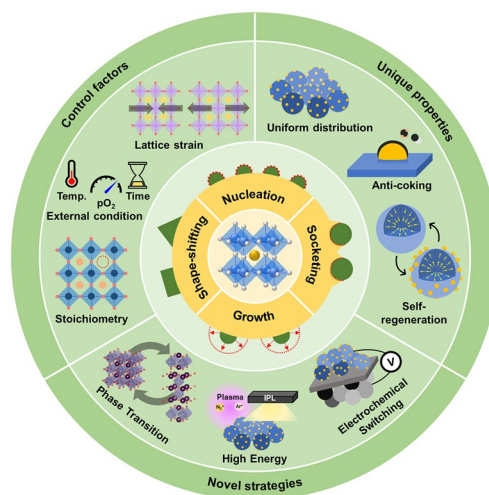 Control factors
Unique properties
Lattice strain
Uniform distribution
Temp.
pO2
Time
External condition
Anti-coking
Stoichiometry
Self-
regeneration
Nucleation
Shape-shifting
Socketing
Growth
Phase Transition
Plasma
IPL
High Energy
V
Electrochemical
Switching
Novel strategies